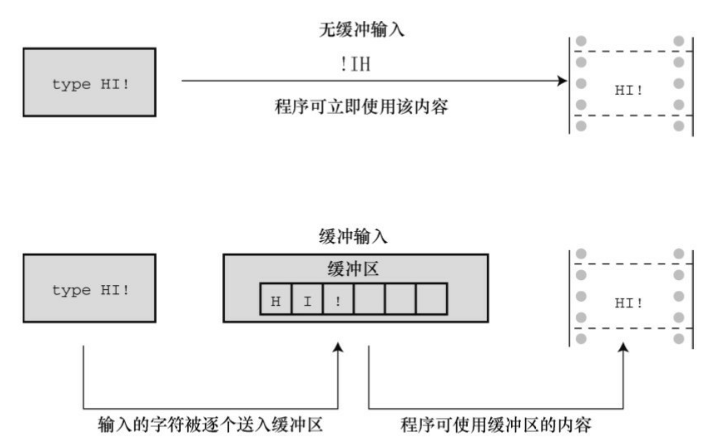 无缓冲输入
type HI!
!IH
HI!
程序可立即使用该内容
缓冲输入
type HI!
缓冲区
H I !
HI!
输入的字符被逐个送入缓冲区
程序可使用缓冲区的内容